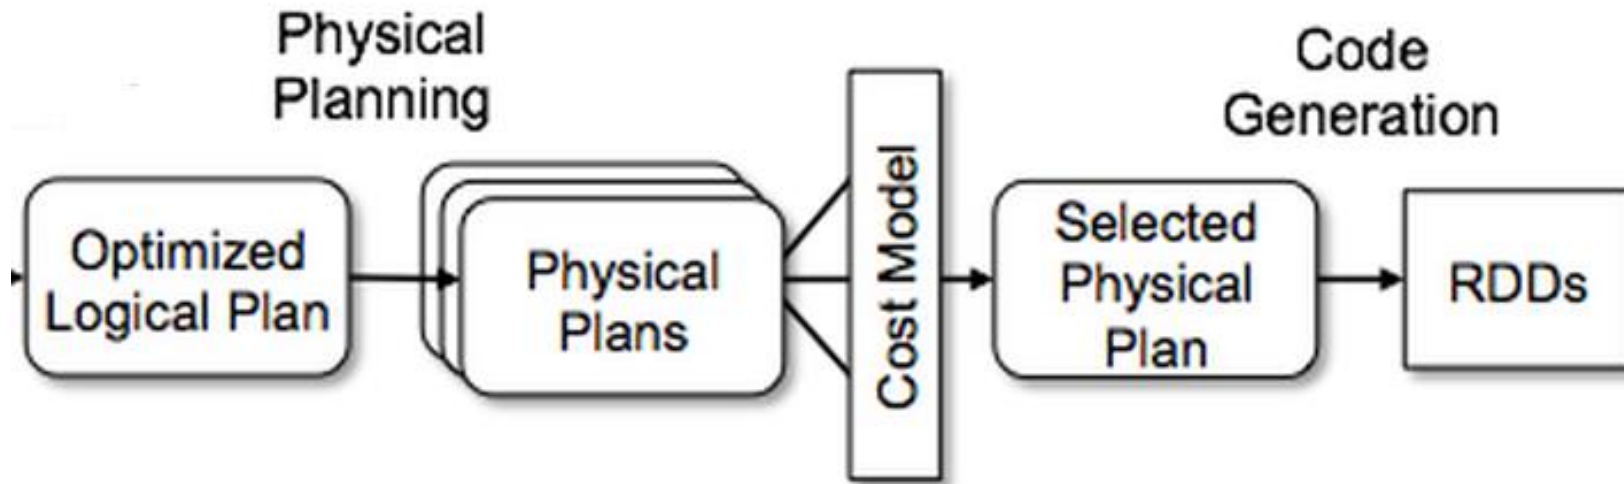 Physical
Planning
Code
Generation
Optimized
Logical Plan
Physical
Plans
Cost Model
Selected
Physical
Plan
RDDs